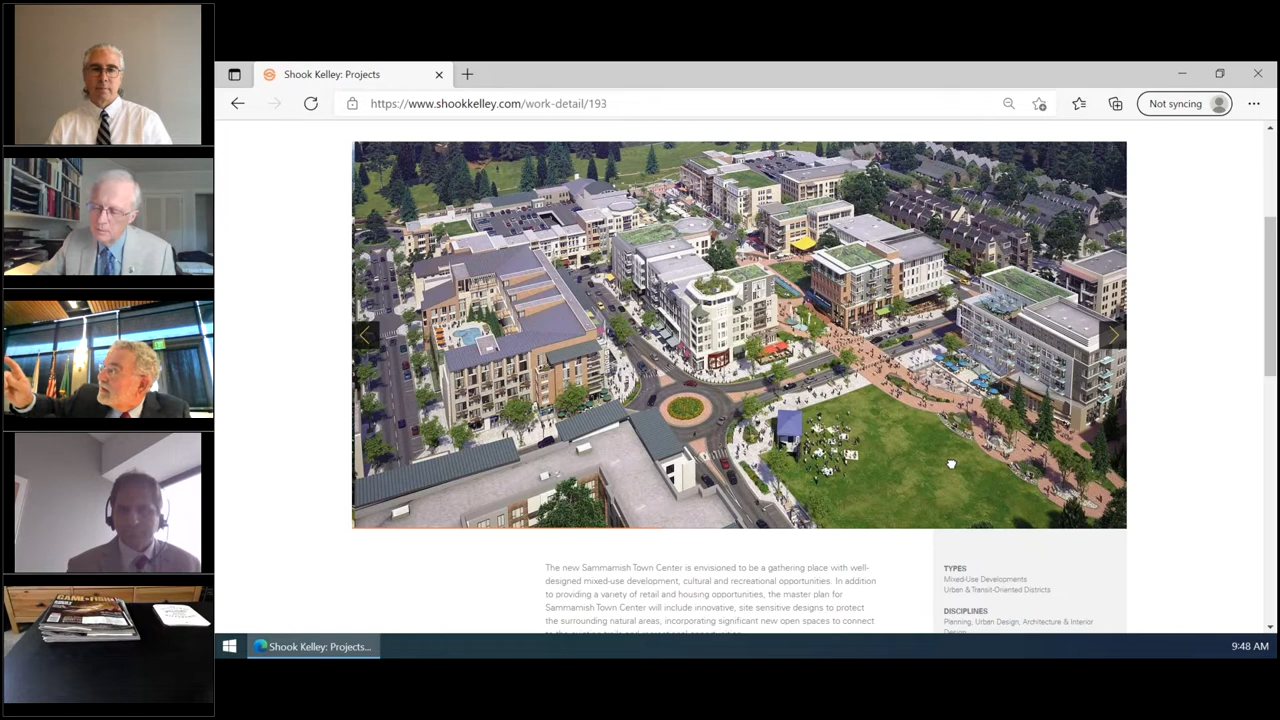 Shook Kelley: Projects
https://www.shookkelley.com/work-detail/193
Not syncing
The new Sammamish Town Center is envisioned to be a gathering place with well-
designed mixed-use development, cultural and recreational opportunities. In addition
to providing a variety of retail and housing opportunities, the master plan for
Sammamish Town Center will include innovative, site sensitive designs to protect
the surrounding natural areas, incorporating significant new open spaces to connect
TYPES
Mixed-Use Developments
Urban & Transit-Oriented Districts
DISCIPLINES
Planning, Urban Design, Architecture & Interior
Design
Shook Kelley: Projects...
9:48 AM
GAME & FISH